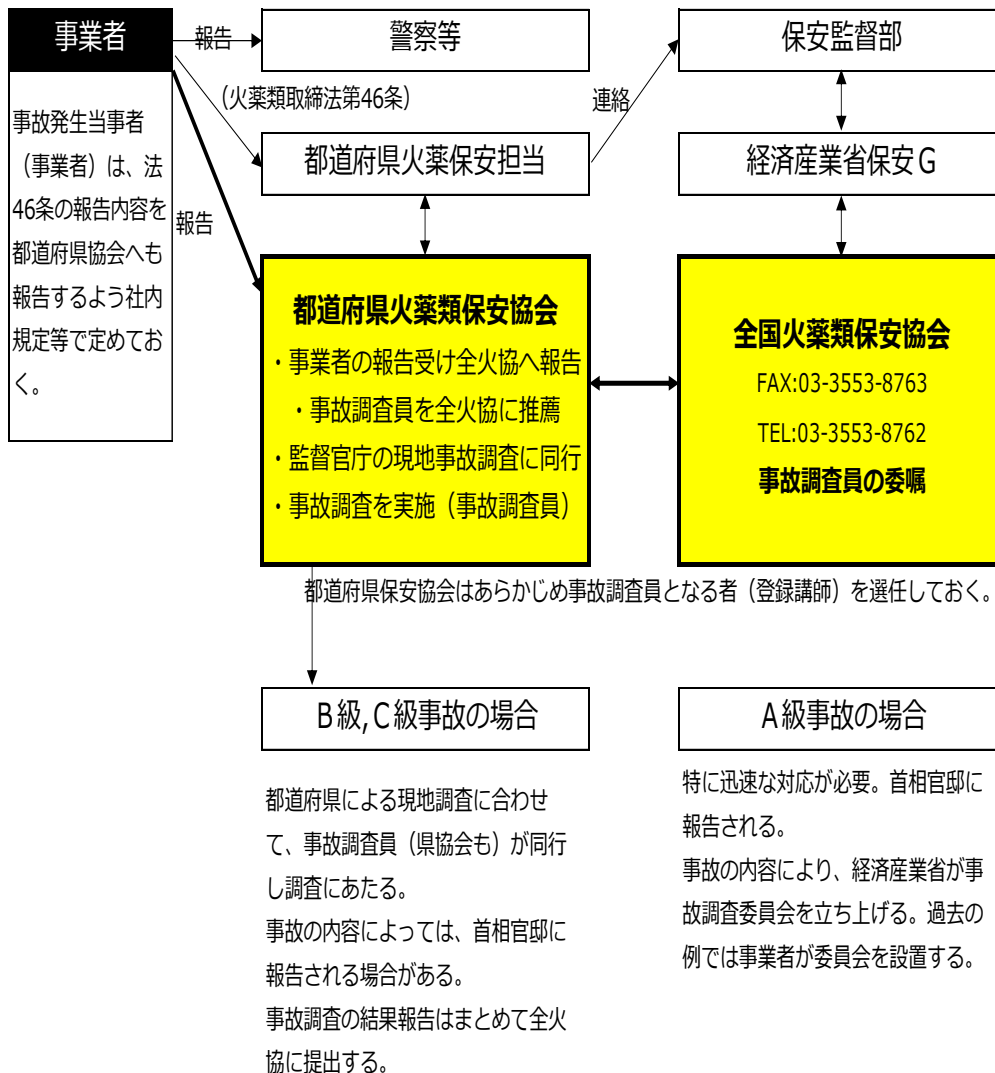 事業者
報告
警察等
保安監督部
(火薬類取締法第46条)
連絡
都道府県火薬保安担当
経済産業省保安G
事故発生当事者
（事業者）は、法
46条の報告内容を
都道府県協会へも
報告するよう社内
規定等で定めてお
く。
報告
都道府県火薬類保安協会
・事業者の報告受け全火協へ報告
・事故調査員を全火協に推薦
・監督官庁の現地事故調査に同行
・事故調査を実施（事故調査員）
全国火薬類保安協会
FAX:03-3553-8763
TEL:03-3553-8762
事故調査員の委嘱
都道府県保安協会はあらかじめ事故調査員となる者（登録講師）を選任しておく。
B級,C級事故の場合
都道府県による現地調査に合わせ
て、事故調査員（県協会も）が同行
し調査にあたる。
事故の内容によっては、首相官邸に
報告される場合がある。
事故調査の結果報告はまとめて全火
協に提出する。
A級事故の場合
特に迅速な対応が必要。首相官邸に
報告される。
事故の内容により、経済産業省が事
故調査委員会を立ち上げる。過去の
例では事業者が委員会を設置する。